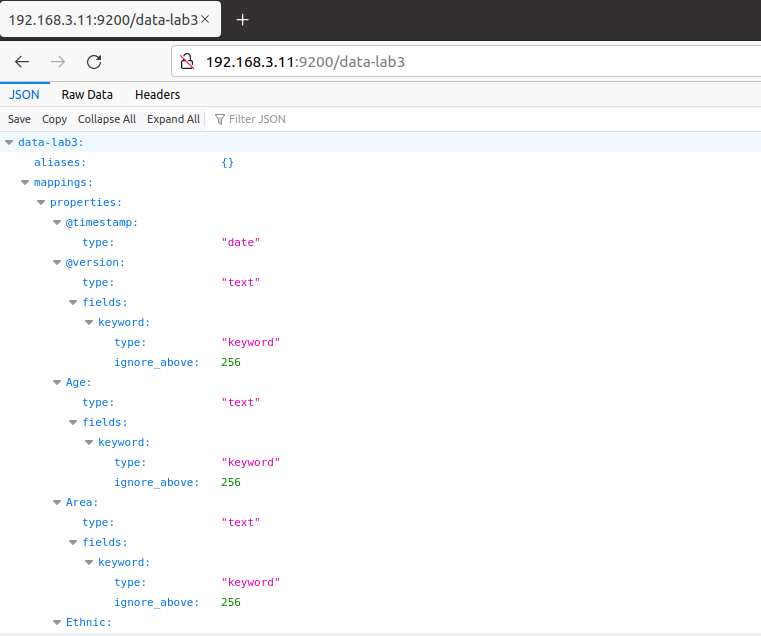 192.168.3.11:9200/data-lab3× +
192.168.3.11:9200/data-lab3
JSON Raw Data Headers
Save Copy Collapse All Expand All Filter JSON
data-lab3:
aliases: {}
mappings:
properties:
@timestamp:
type: "date"
@version:
type: "text"
fields:
keyword:
type: "keyword"
ignore_above: 256
Age:
type: "text"
fields:
keyword:
type: "keyword"
ignore_above: 256
Area:
type: "text"
fields:
keyword:
type: "keyword"
ignore_above: 256
Ethnic: